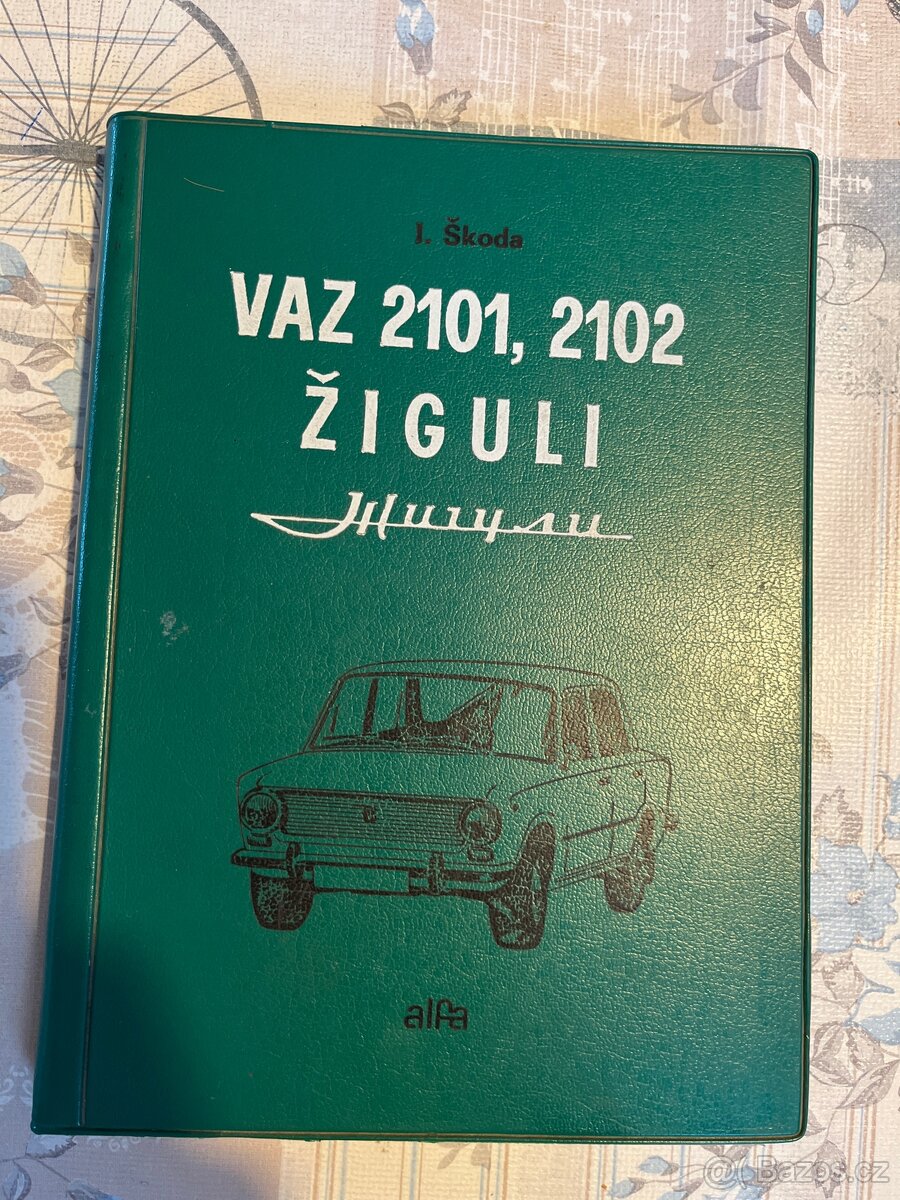 J. Škoda
VAZ 2101, 2102
ŽIGULI
Жигули
alfa
@Bazos.cz